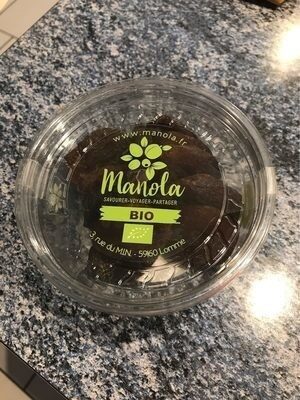 www.manola.fr
Manola
SAVOURER-VOYAGER-PARTAGER
BIO
3, rue du MIN. - 59160 Lomme